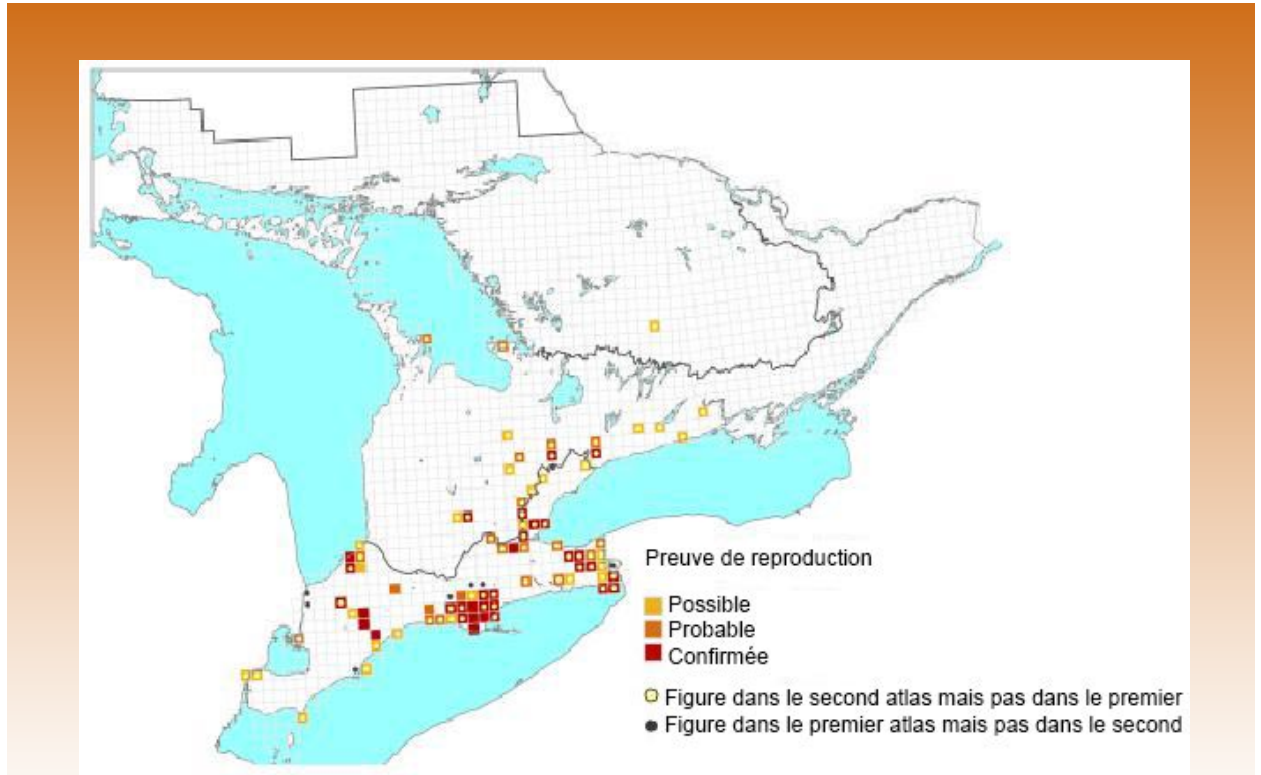 Preuve de reproduction
Possible
Probable
Confirmée
Figure dans le second atlas mais pas dans le premier
Figure dans le premier atlas mais pas dans le second